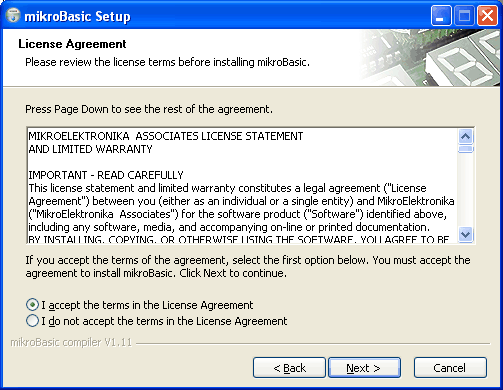 mikroBasic Setup
License Agreement
Please review the license terms before installing mikroBasic.
Press Page Down to see the rest of the agreement.
MIKROELEKTRONIKA  ASSOCIATES LICENSE STATEMENT
AND LIMITED WARRANTY
IMPORTANT - READ CAREFULLY
This license statement and limited warranty constitutes a legal agreement ("License
Agreement") between you (either as an individual or a single entity) and MikroElektronika
("MikroElektronika  Associates") for the software product ("Software") identified above,
including any software, media, and accompanying on-line or printed documentation.
BY INSTALLING, COPYING, OR OTHERWISE USING THE SOFTWARE, YOU AGREE TO BE
If you accept the terms of the agreement, select the first option below. You must accept the
agreement to install mikroBasic. Click Next to continue.
I accept the terms in the License Agreement
I do not accept the terms in the License Agreement
mikroBasic compiler V1.11
< Back
Next >
Cancel